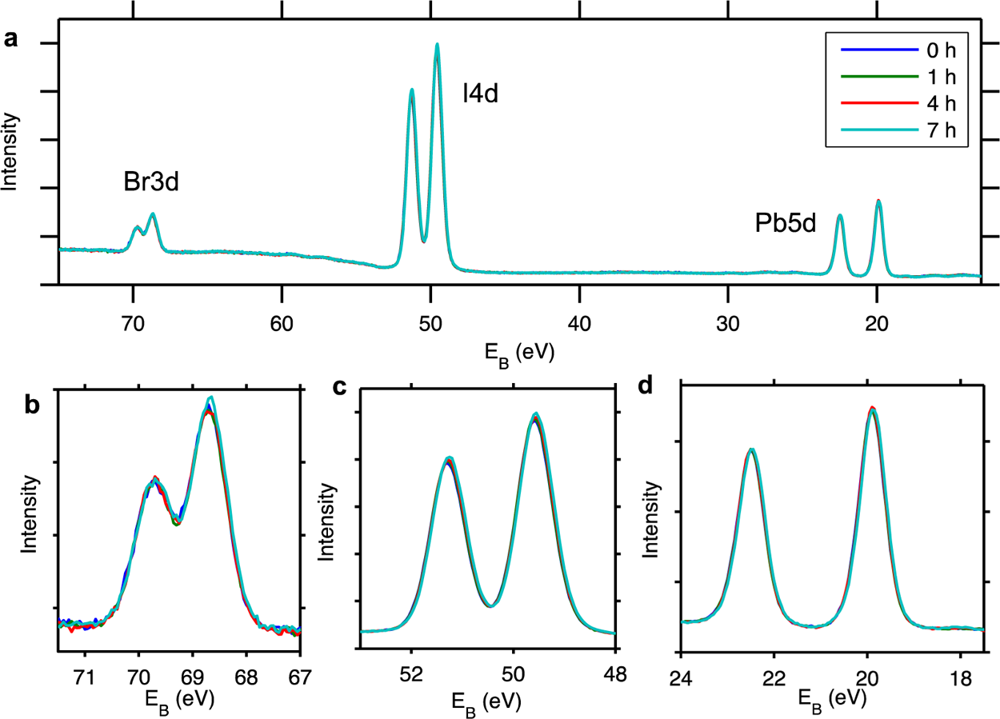 a
Intensity
Br3d
I4d
Pb5d
0 h
1 h
4 h
7 h
70 60 50 40 30 20
E_B (eV)
b
Intensity
71 70 69 68 67
E_B (eV)
c
Intensity
52 50 48
E_B (eV)
d
Intensity
24 22 20 18
E_B (eV)